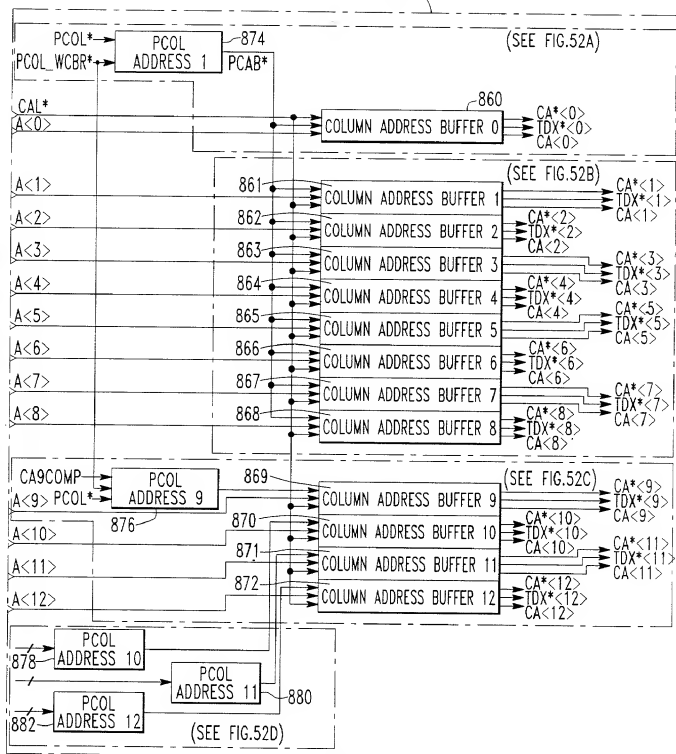 PCOL*
PCOL_WCBR*
PCOL
ADDRESS 1
874
PCAB*
(SEE FIG.52A)
CAL*
A<0>
860
COLUMN ADDRESS BUFFER 0
CA*<0>
TDX*<0>
CA<0>
(SEE FIG.52B)
A<1>
861
COLUMN ADDRESS BUFFER 1
CA*<1>
TDX*<1>
CA<1>
A<2>
862
COLUMN ADDRESS BUFFER 2
CA*<2>
TDX*<2>
CA<2>
A<3>
863
COLUMN ADDRESS BUFFER 3
CA*<3>
TDX*<3>
CA<3>
A<4>
864
COLUMN ADDRESS BUFFER 4
CA*<4>
TDX*<4>
CA<4>
A<5>
865
COLUMN ADDRESS BUFFER 5
CA*<5>
TDX*<5>
CA<5>
A<6>
866
COLUMN ADDRESS BUFFER 6
CA*<6>
TDX*<6>
CA<6>
A<7>
867
COLUMN ADDRESS BUFFER 7
CA*<7>
TDX*<7>
CA<7>
A<8>
868
COLUMN ADDRESS BUFFER 8
CA*<8>
TDX*<8>
CA<8>
(SEE FIG.52C)
CA9COMP
PCOL*
PCOL
ADDRESS 9
876
A<9>
869
COLUMN ADDRESS BUFFER 9
CA*<9>
TDX*<9>
CA<9>
A<10>
870
COLUMN ADDRESS BUFFER 10
CA*<10>
TDX*<10>
CA<10>
A<11>
871
COLUMN ADDRESS BUFFER 11
CA*<11>
TDX*<11>
CA<11>
A<12>
872
COLUMN ADDRESS BUFFER 12
CA*<12>
TDX*<12>
CA<12>
878
PCOL
ADDRESS 10
PCOL
ADDRESS 11
880
882
PCOL
ADDRESS 12
(SEE FIG.52D)